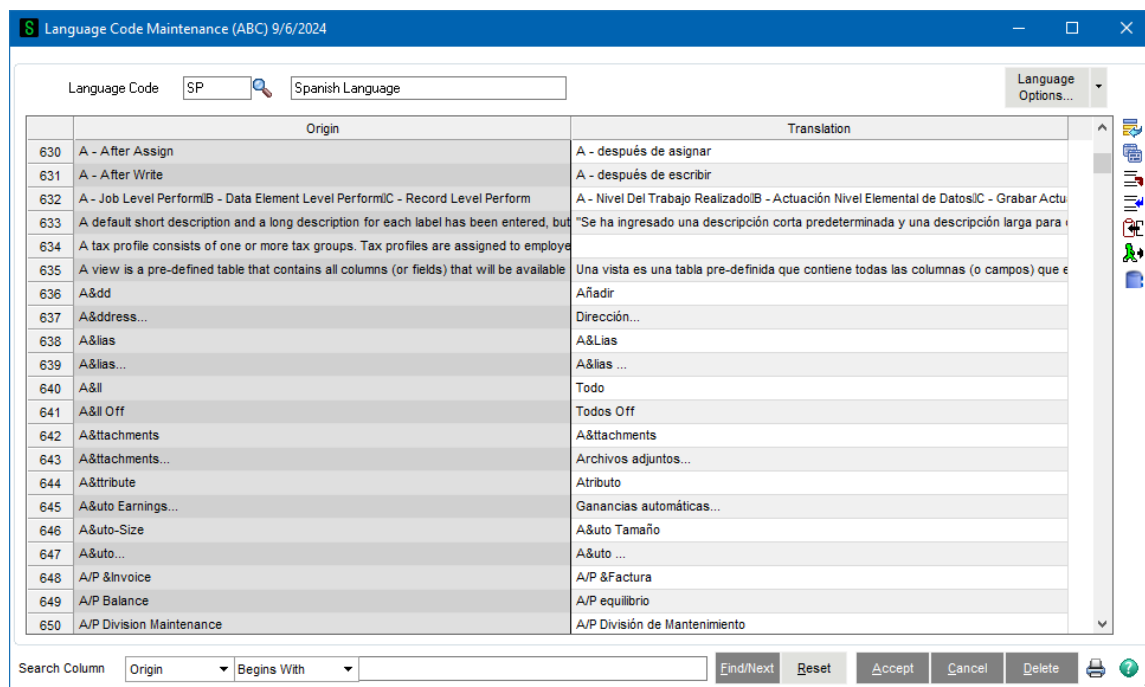 Language Code Maintenance (ABC) 9/6/2024
Language Code SP Spanish Language Language
Options...
Origin Translation
630 A - After Assign A - después de asignar
631 A - After Write A - después de escribir
632 A - Job Level Perform▯B - Data Element Level Perform▯C - Record Level Perform A - Nivel Del Trabajo Realizado▯B - Actuación Nivel Elemental de Datos▯C - Grabar Actu
633 A default short description and a long description for each label has been entered, but "Se ha ingresado una descripción corta predeterminada y una descripción larga para
634 A tax profile consists of one or more tax groups. Tax profiles are assigned to employe
635 A view is a pre-defined table that contains all columns (or fields) that will be available Una vista es una tabla pre-definida que contiene todas las columnas (o campos) que e
636 A&dd Añadir
637 A&ddress... Dirección...
638 A&lias A&Lias
639 A&lias... A&lias ...
640 A&ll Todo
641 A&ll Off Todos Off
642 A&ttachments A&ttachments
643 A&ttachments... Archivos adjuntos...
644 A&ttribute Atributo
645 A&uto Earnings... Ganancias automáticas...
646 A&uto-Size A&uto Tamaño
647 A&uto... A&uto ...
648 A/P &Invoice A/P &Factura
649 A/P Balance A/P equilibrio
650 A/P Division Maintenance A/P División de Mantenimiento
Search Column Origin Begins With Find/Next Reset Accept Cancel Delete